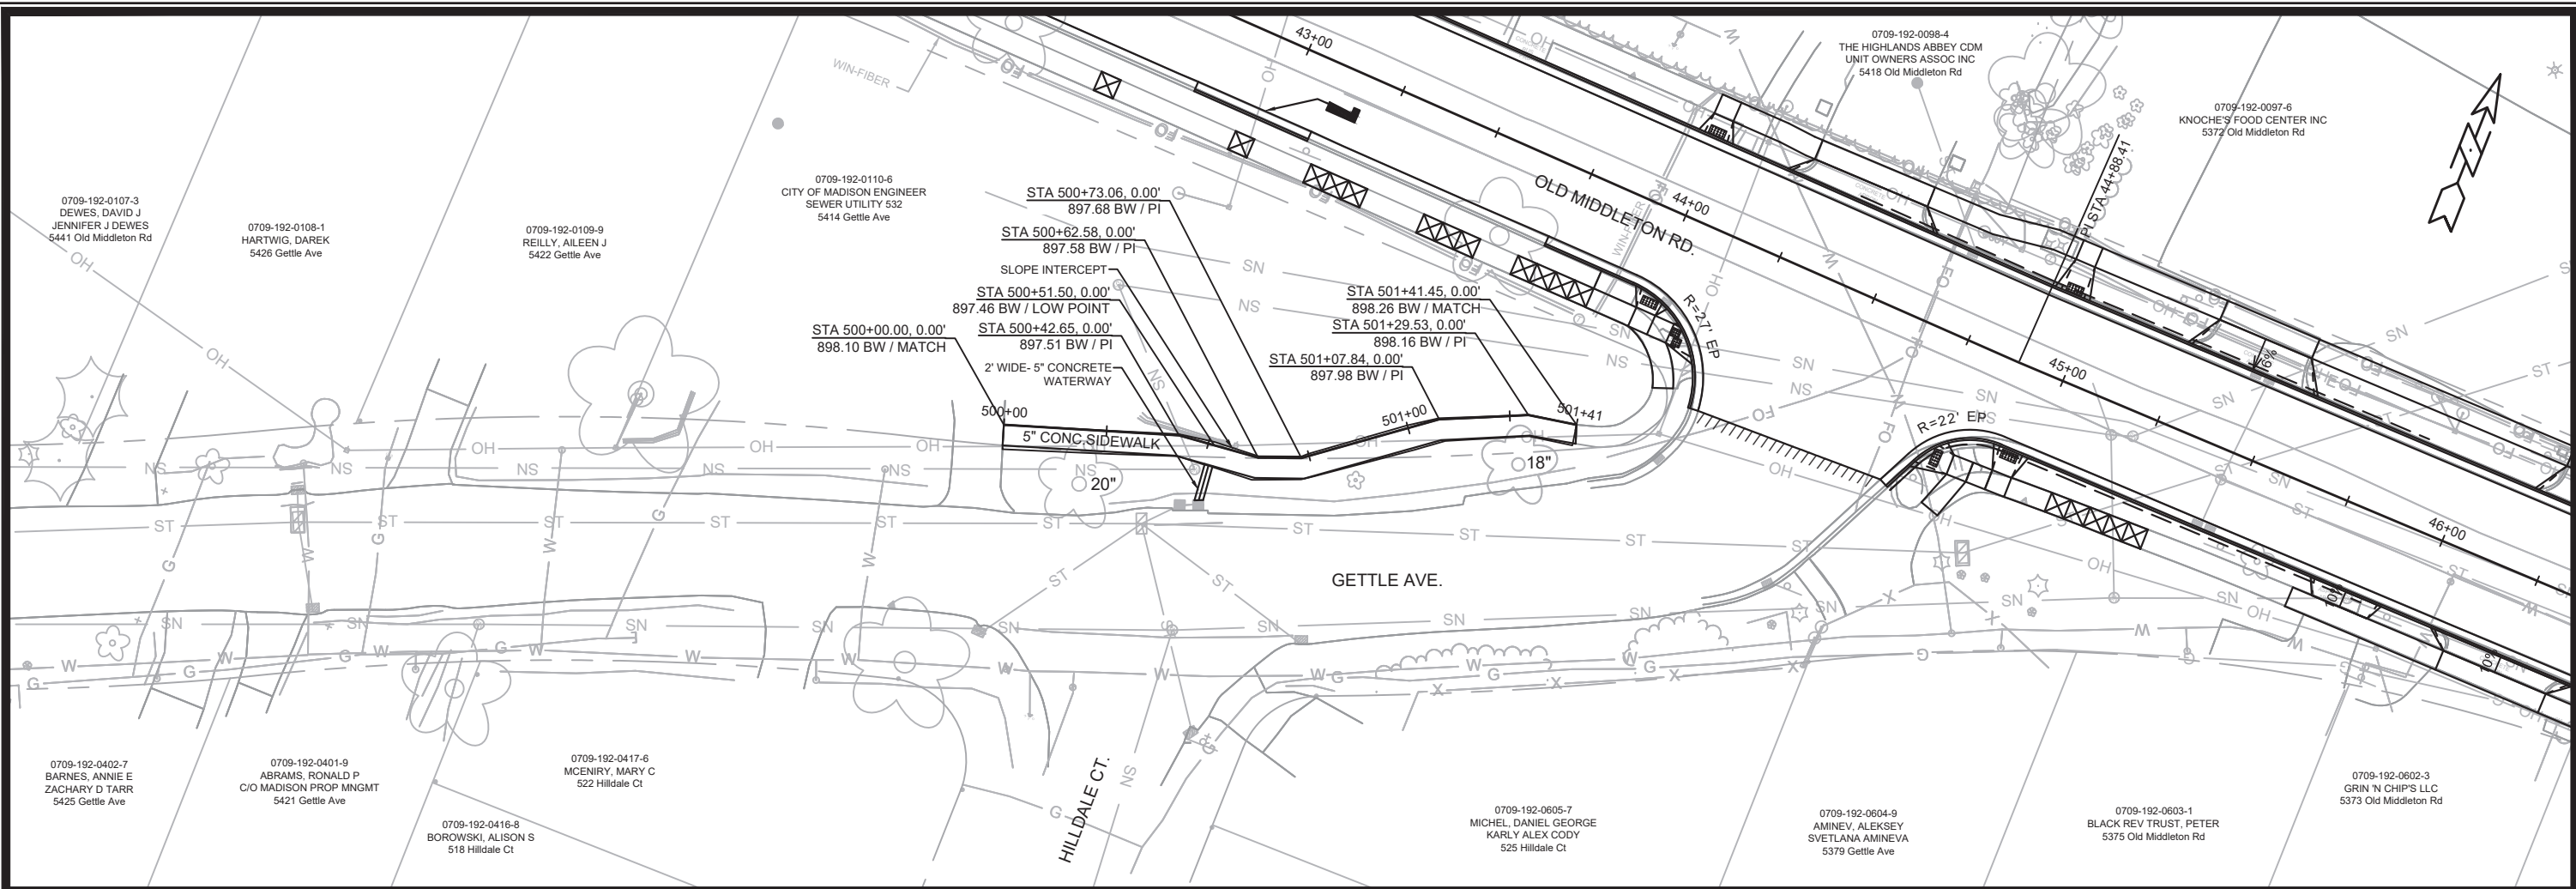 43+00
WIN-FIBER
0709-192-0098-4
THE HIGHLANDS ABBEY CDM
UNIT OWNERS ASSOC INC
5418 Old Middleton Rd
0709-192-0097-6
KNOCHE'S FOOD CENTER INC
5372 Old Middleton Rd
PI STA 44+88.41
0709-192-0107-3
DEWES, DAVID J
JENNIFER J DEWES
5441 Old Middleton Rd
0709-192-0108-1
HARTWIG, DAREK
5426 Gettle Ave
0709-192-0109-9
REILLY, AILEEN J
5422 Gettle Ave
0709-192-0110-6
CITY OF MADISON ENGINEER
SEWER UTILITY 532
5414 Gettle Ave
STA 500+73.06, 0.00'
897.68 BW / PI
STA 500+62.58, 0.00'
897.58 BW / PI
SLOPE INTERCEPT
STA 500+51.50, 0.00'
897.46 BW / LOW POINT
STA 500+00.00, 0.00'
898.10 BW / MATCH
STA 500+42.65, 0.00'
897.51 BW / PI
2' WIDE- 5" CONCRETE
WATERWAY
STA 501+41.45, 0.00'
898.26 BW / MATCH
STA 501+29.53, 0.00'
898.16 BW / PI
STA 501+07.84, 0.00'
897.98 BW / PI
OLD MIDDLETON RD.
44+00
WIN-FIBER
R=27' EP
45+00
6%
R=22' EP
46+00
10%
10%
500+00
501+00
501+41
5" CONC.SIDEWALK
20"
18"
OH
FO
SN
NS
ST
W
G
X
GETTLE AVE.
HILLDALE CT.
0709-192-0402-7
BARNES, ANNIE E
ZACHARY D TARR
5425 Gettle Ave
0709-192-0401-9
ABRAMS, RONALD P
C/O MADISON PROP MNGMT
5421 Gettle Ave
0709-192-0417-6
MCENIRY, MARY C
522 Hilldale Ct
0709-192-0416-8
BOROWSKI, ALISON S
518 Hilldale Ct
0709-192-0605-7
MICHEL, DANIEL GEORGE
KARLY ALEX CODY
525 Hilldale Ct
0709-192-0604-9
AMINEV, ALEKSEY
SVETLANA AMINEVA
5379 Gettle Ave
0709-192-0603-1
BLACK REV TRUST, PETER
5375 Old Middleton Rd
0709-192-0602-3
GRIN 'N CHIP'S LLC
5373 Old Middleton Rd